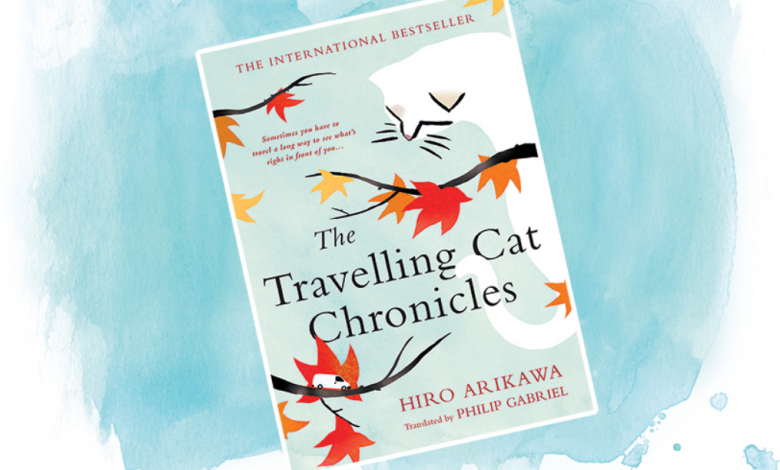 THE INTERNATIONAL BESTSELLER
Sometimes you have to
travel a long way to see what's
right in front of you...
The
Travelling Cat
Chronicles
HIRO ARIKAWA
Translated by PHILIP GABRIEL